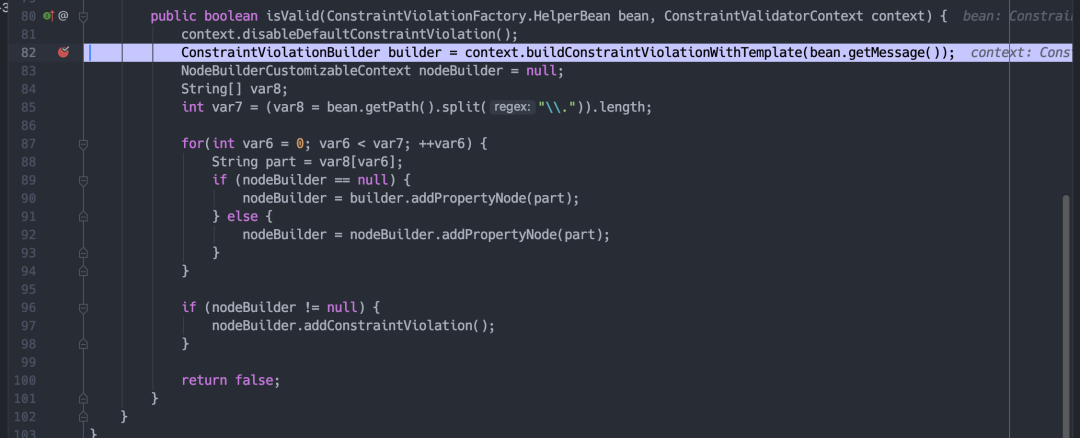 80 @ public boolean isValid(ConstraintViolationFactory.HelperBean bean, ConstraintValidatorContext context) { bean: Constrai
81 context.disableDefaultConstraintViolation();
82 ConstraintViolationBuilder builder = context.buildConstraintViolationWithTemplate(bean.getMessage()); context: Cons
83 NodeBuilderCustomizableContext nodeBuilder = null;
84 String[] var8;
85 int var7 = (var8 = bean.getPath().split( regex: "\\.")).length;
86
87 for(int var6 = 0; var6 < var7; ++var6) {
88 String part = var8[var6];
89 if (nodeBuilder == null) {
90 nodeBuilder = builder.addPropertyNode(part);
91 } else {
92 nodeBuilder = nodeBuilder.addPropertyNode(part);
93 }
94 }
95
96 if (nodeBuilder != null) {
97 nodeBuilder.addConstraintViolation();
98 }
99
100 return false;
101 }
102 }
103 }